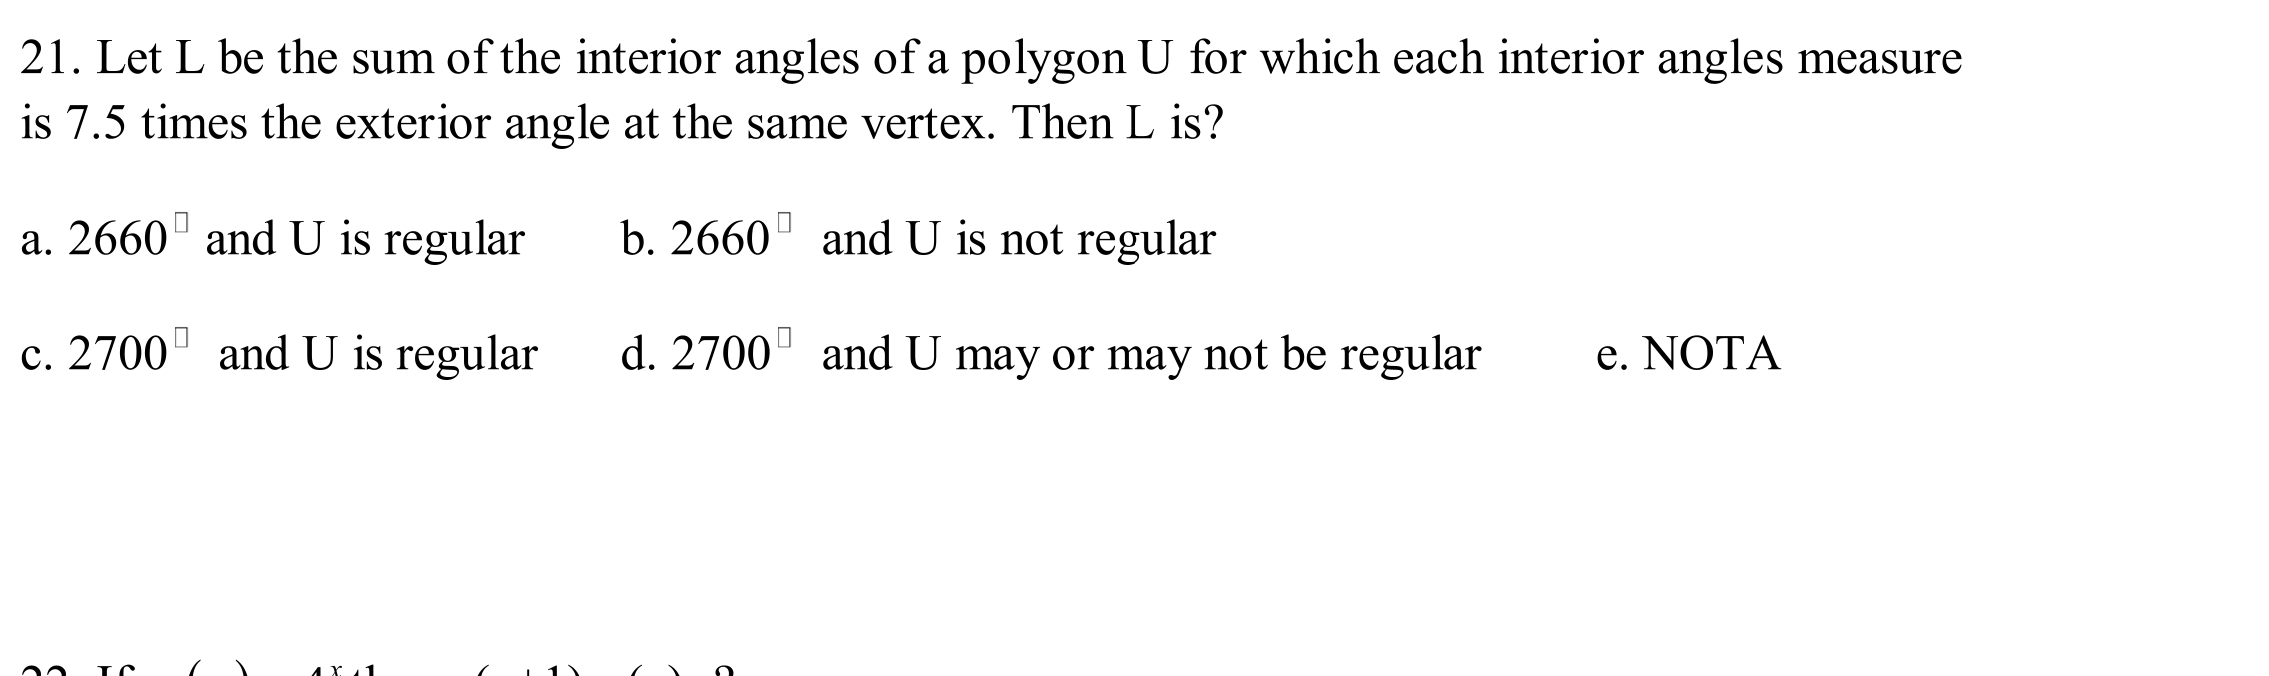 21. Let L be the sum of the interior angles of a polygon U for which each interior angles measure
is 7.5 times the exterior angle at the same vertex. Then L is?
a. 2660▯ and U is regular b. 2660▯ and U is not regular
c. 2700▯ and U is regular d. 2700▯ and U may or may not be regular e. NOTA